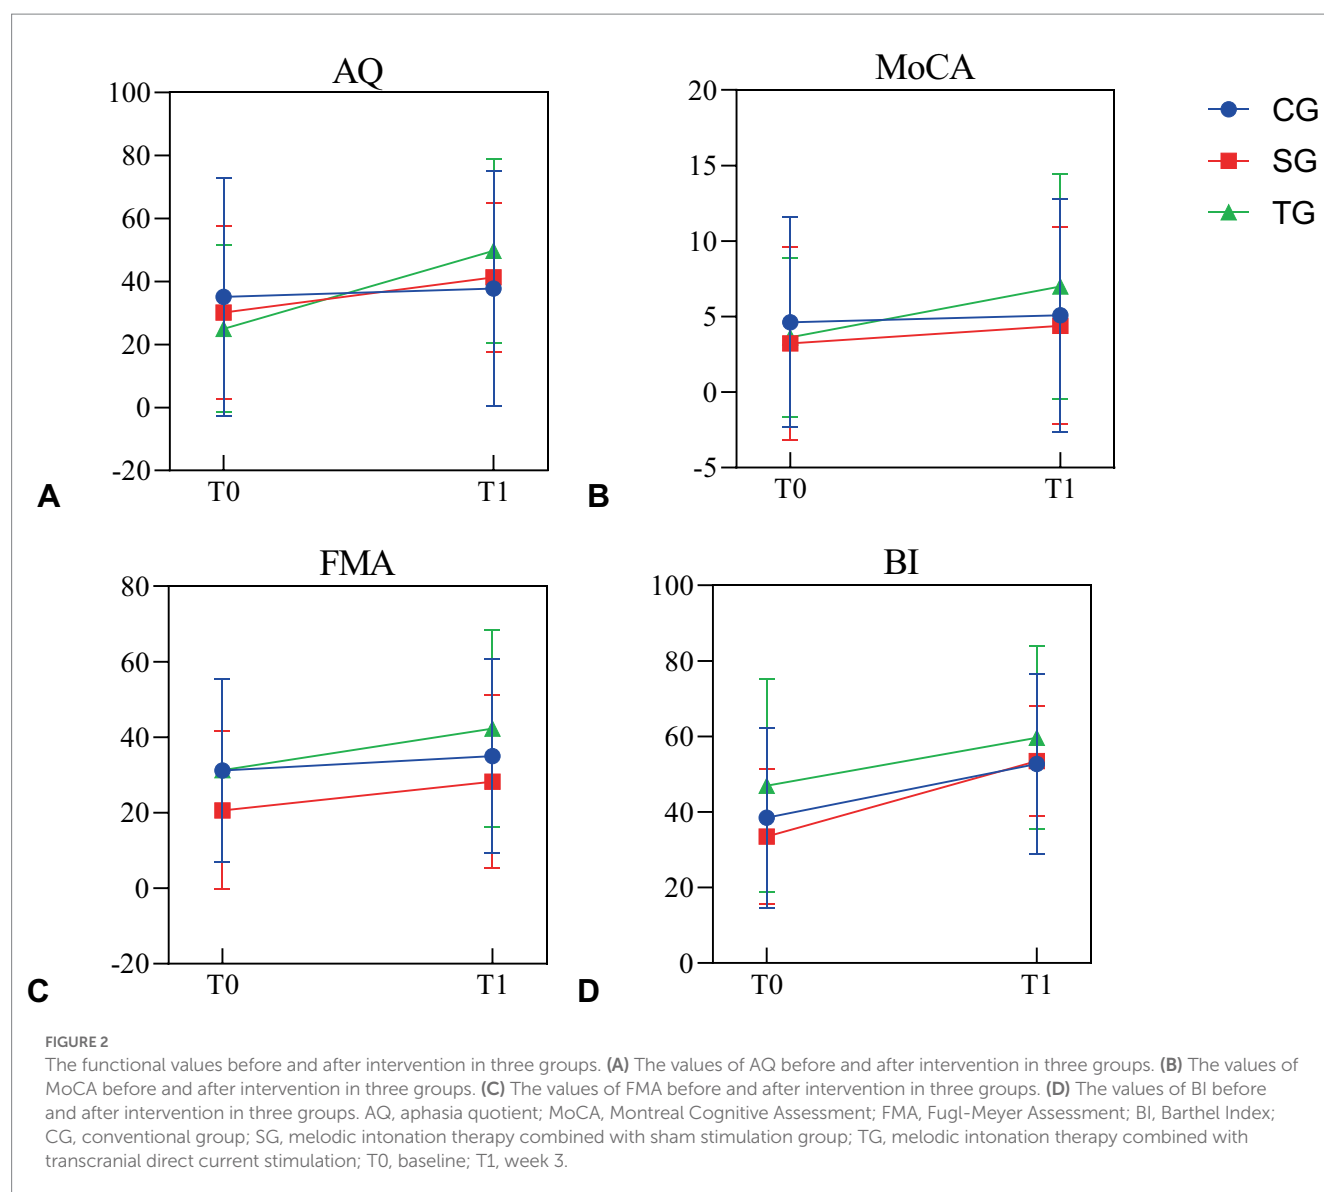 AQ
100
80
60
40
20
0
-20
T0 T1
A
MoCA
20
15
10
5
0
-5
T0 T1
B
CG
SG
TG
FMA
80
60
40
20
0
-20
T0 T1
C
BI
100
80
60
40
20
0
T0 T1
D
FIGURE 2
The functional values before and after intervention in three groups. (A) The values of AQ before and after intervention in three groups. (B) The values of
MoCA before and after intervention in three groups. (C) The values of FMA before and after intervention in three groups. (D) The values of BI before
and after intervention in three groups. AQ, aphasia quotient; MoCA, Montreal Cognitive Assessment; FMA, Fugl-Meyer Assessment; BI, Barthel Index;
CG, conventional group; SG, melodic intonation therapy combined with sham stimulation group; TG, melodic intonation therapy combined with
transcranial direct current stimulation; T0, baseline; T1, week 3.